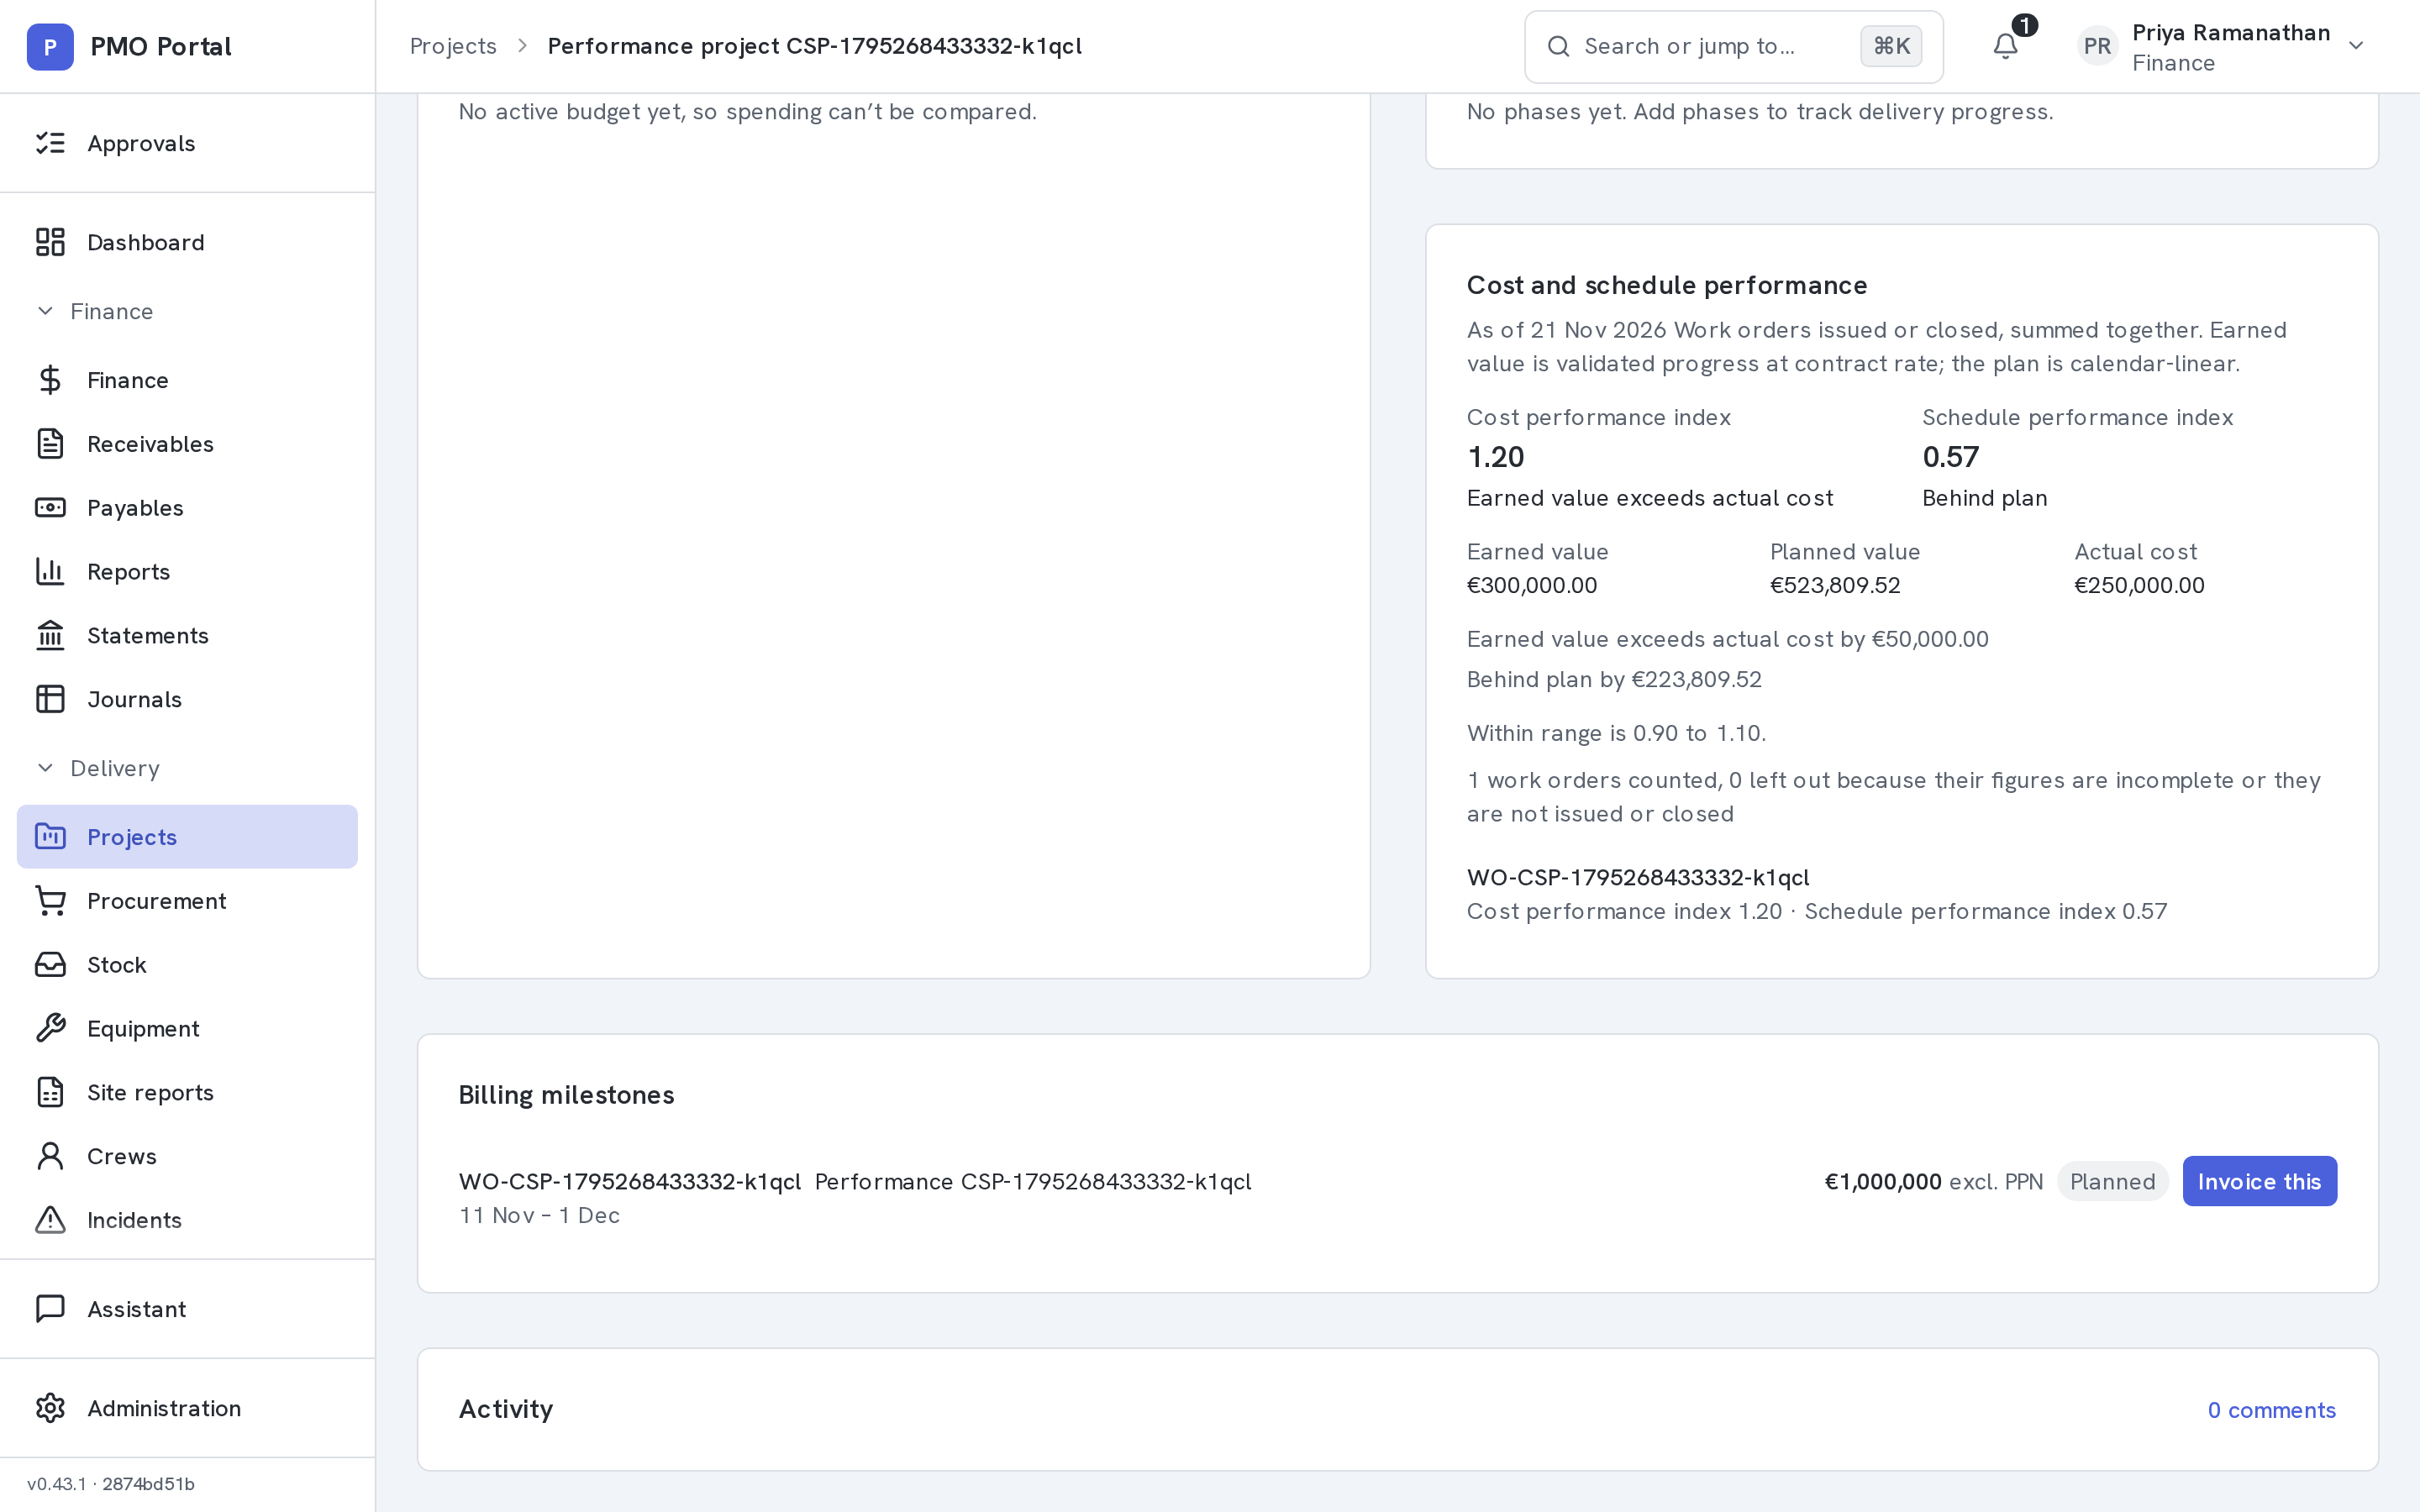 P PMO Portal
Projects > Performance project CSP-1795268433332-k1qcl
Search or jump to... ⌘K
1
PR Priya Ramanathan
Finance
Approvals
Dashboard
Finance
Finance
Receivables
Payables
Reports
Statements
Journals
Delivery
Projects
Procurement
Stock
Equipment
Site reports
Crews
Incidents
Assistant
Administration
v0.43.1 · 2874bd51b
No active budget yet, so spending can’t be compared.
No phases yet. Add phases to track delivery progress.
Cost and schedule performance
As of 21 Nov 2026 Work orders issued or closed, summed together. Earned
value is validated progress at contract rate; the plan is calendar-linear.
Cost performance index Schedule performance index
1.20 0.57
Earned value exceeds actual cost Behind plan
Earned value Planned value Actual cost
€300,000.00 €523,809.52 €250,000.00
Earned value exceeds actual cost by €50,000.00
Behind plan by €223,809.52
Within range is 0.90 to 1.10.
1 work orders counted, 0 left out because their figures are incomplete or they
are not issued or closed
WO-CSP-1795268433332-k1qcl
Cost performance index 1.20 · Schedule performance index 0.57
Billing milestones
WO-CSP-1795268433332-k1qcl Performance CSP-1795268433332-k1qcl €1,000,000 excl. PPN Planned Invoice this
11 Nov – 1 Dec
Activity 0 comments